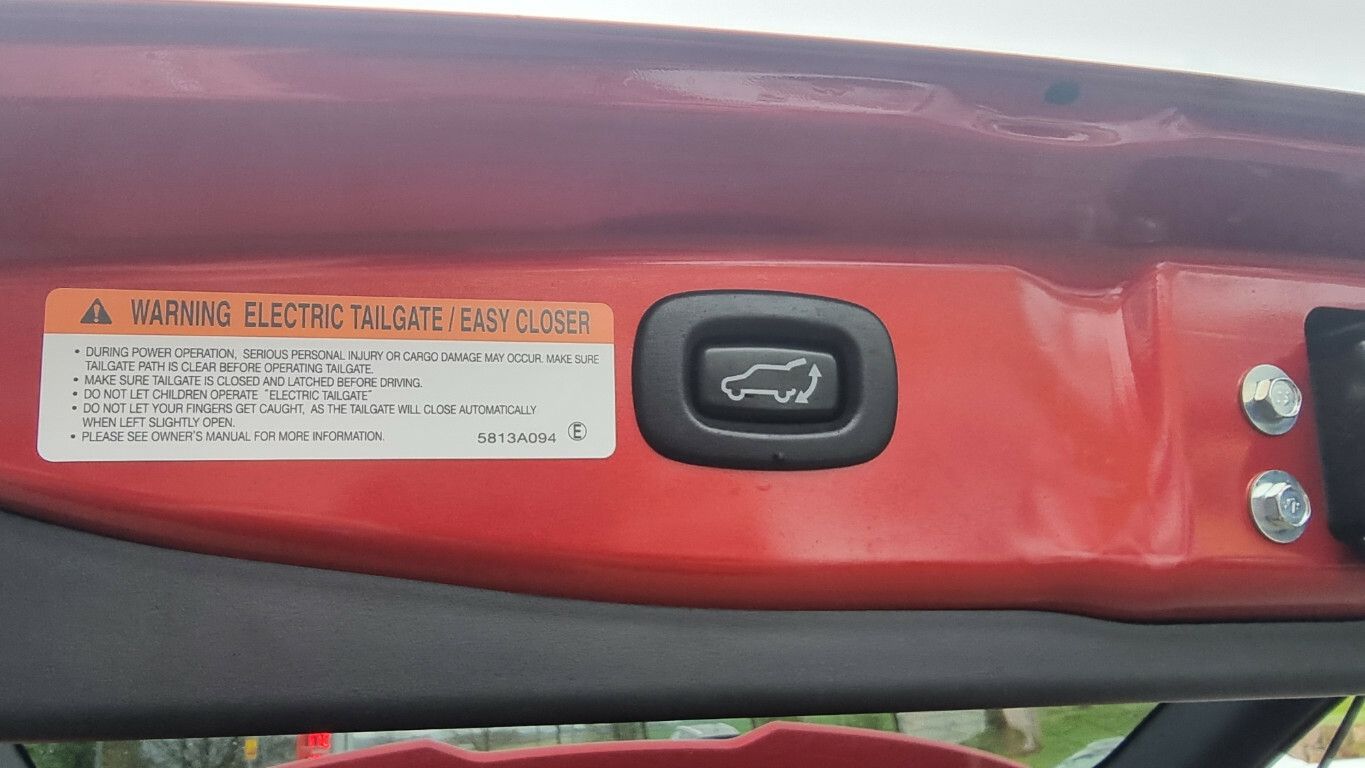 WARNING ELECTRIC TAILGATE / EASY CLOSER
• DURING POWER OPERATION, SERIOUS PERSONAL INJURY OR CARGO DAMAGE MAY OCCUR. MAKE SURE
TAILGATE PATH IS CLEAR BEFORE OPERATING TAILGATE.
• MAKE SURE TAILGATE IS CLOSED AND LATCHED BEFORE DRIVING.
• DO NOT LET CHILDREN OPERATE "ELECTRIC TAILGATE"
• DO NOT LET YOUR FINGERS GET CAUGHT, AS THE TAILGATE WILL CLOSE AUTOMATICALLY
WHEN LEFT SLIGHTLY OPEN.
• PLEASE SEE OWNER'S MANUAL FOR MORE INFORMATION.
5813A094 Ⓔ